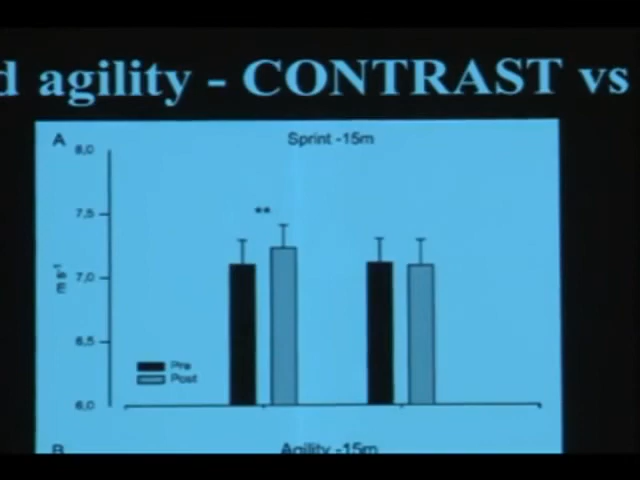 d agility - CONTRAST vs
A
Sprint -15m
8,0
7,5
**
7,0
m s⁻¹
6,5
Pre
Post
6,0
B
Agility -15m